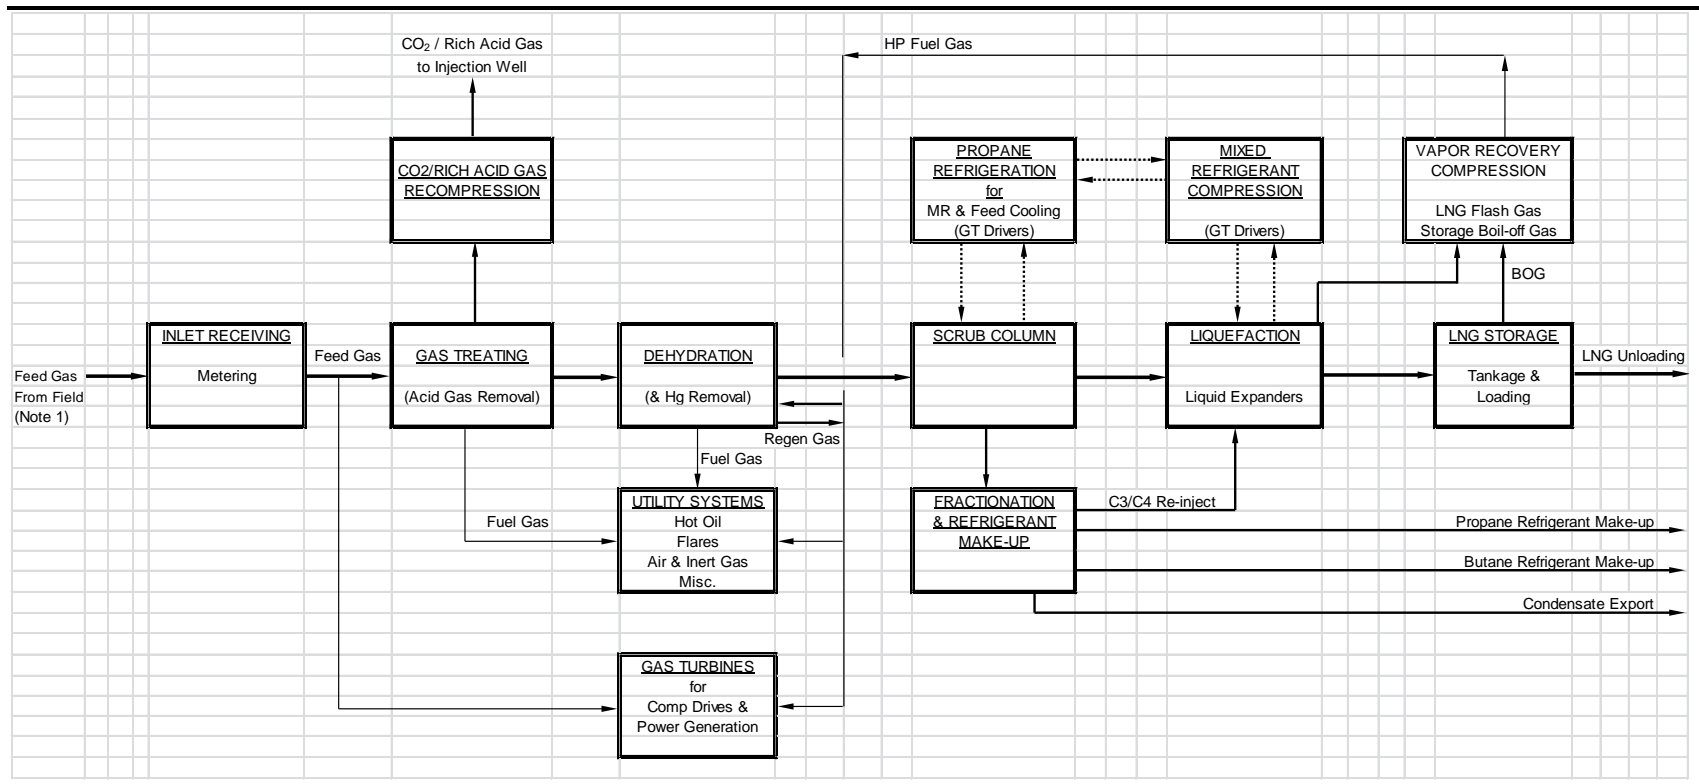 CO₂ / Rich Acid Gas
to Injection Well
HP Fuel Gas
CO2/RICH ACID GAS
RECOMPRESSION
PROPANE
REFRIGERATION
for
MR & Feed Cooling
(GT Drivers)
MIXED
REFRIGERANT
COMPRESSION
(GT Drivers)
VAPOR RECOVERY
COMPRESSION
LNG Flash Gas
Storage Boil-off Gas
BOG
Feed Gas
From Field
(Note 1)
INLET RECEIVING
Metering
Feed Gas
GAS TREATING
(Acid Gas Removal)
DEHYDRATION
(& Hg Removal)
Regen Gas
SCRUB COLUMN
LIQUEFACTION
Liquid Expanders
LNG STORAGE
Tankage &
Loading
LNG Unloading
Fuel Gas
Fuel Gas
UTILITY SYSTEMS
Hot Oil
Flares
Air & Inert Gas
Misc.
FRACTIONATION
& REFRIGERANT
MAKE-UP
C3/C4 Re-inject
Propane Refrigerant Make-up
Butane Refrigerant Make-up
Condensate Export
GAS TURBINES
for
Comp Drives &
Power Generation